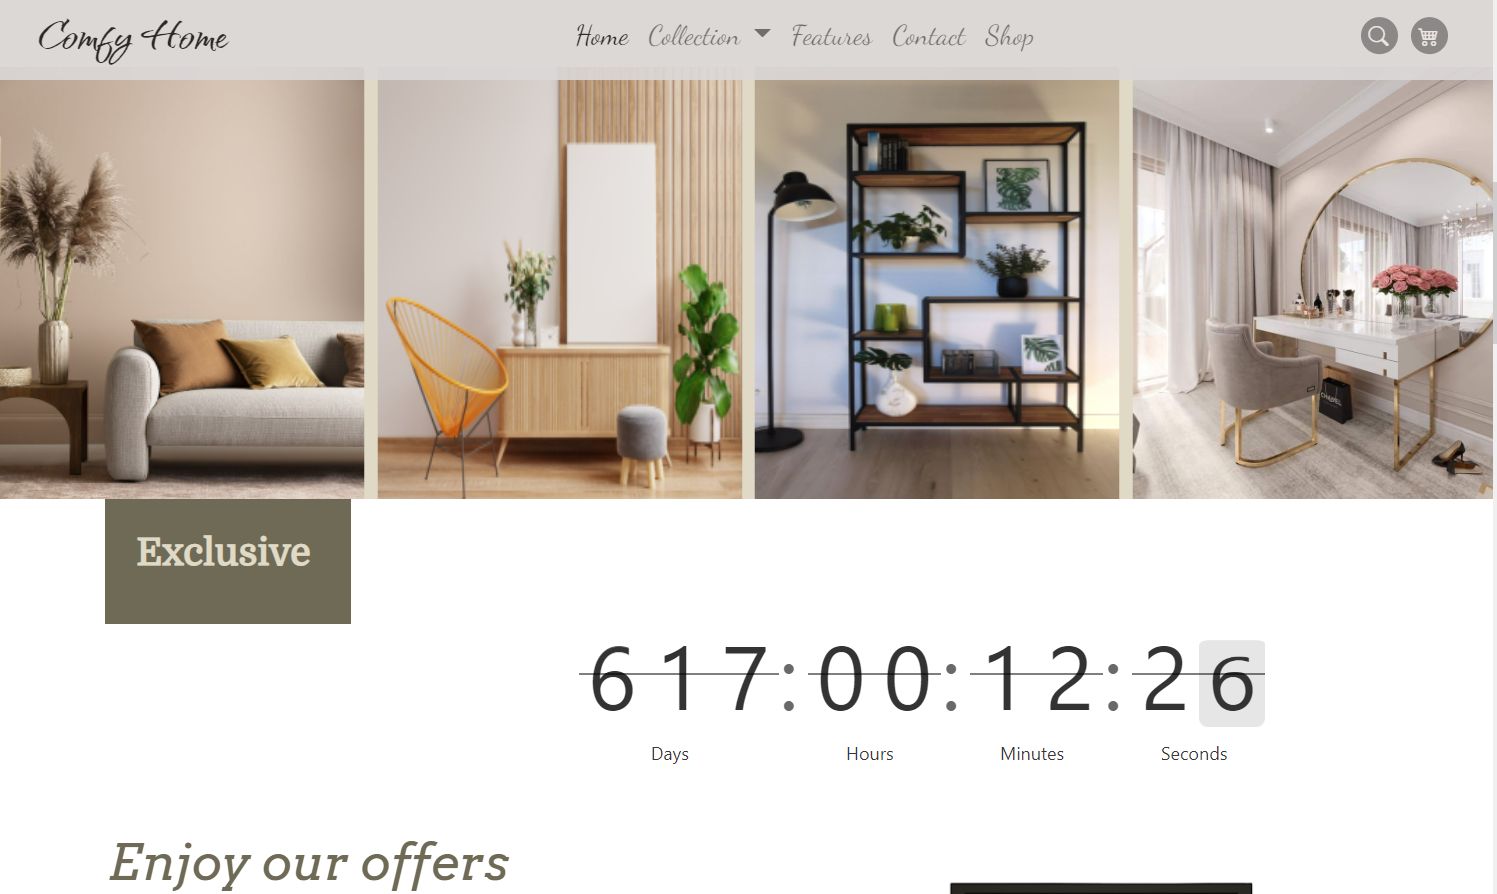 Comfy Home
Home Collection Features Contact Shop
CHANEL
Exclusive
617:00:12:26
Days Hours Minutes Seconds
Enjoy our offers